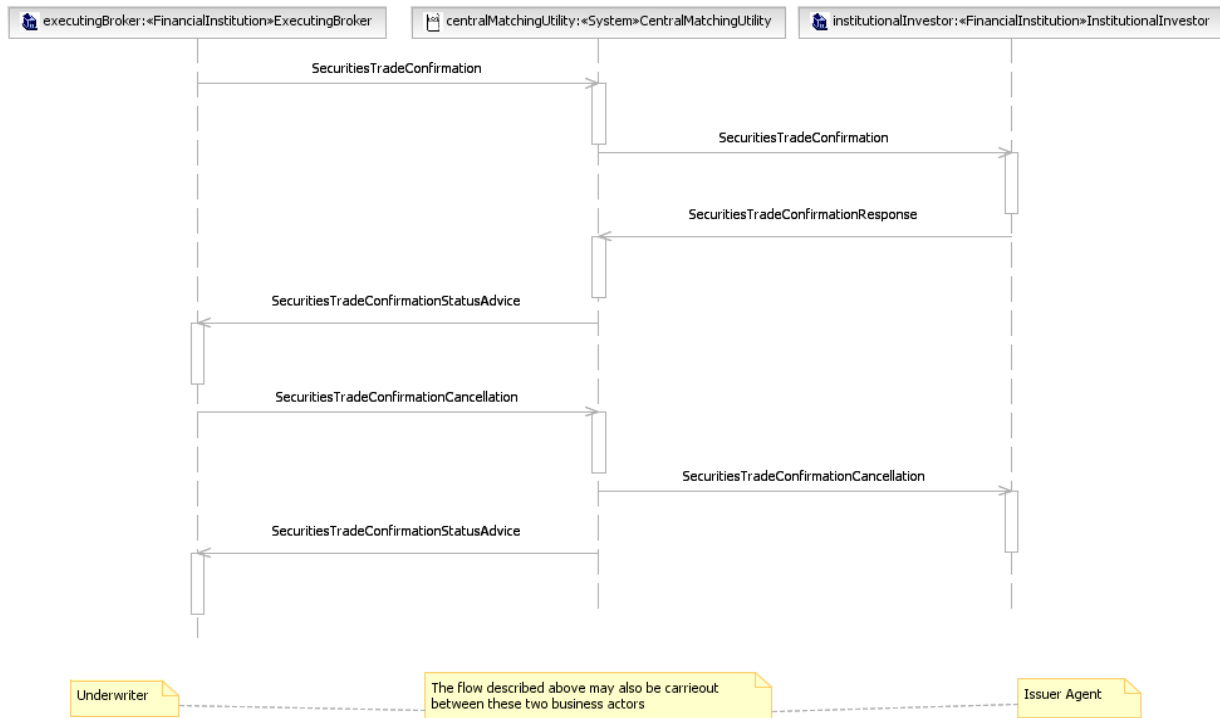 executingBroker:«FinancialInstitution»ExecutingBroker
centralMatchingUtility:«System»CentralMatchingUtility
institutionalInvestor:«FinancialInstitution»InstitutionalInvestor
SecuritiesTradeConfirmation
SecuritiesTradeConfirmation
SecuritiesTradeConfirmationResponse
SecuritiesTradeConfirmationStatusAdvice
SecuritiesTradeConfirmationCancellation
SecuritiesTradeConfirmationCancellation
SecuritiesTradeConfirmationStatusAdvice
Underwriter
The flow described above may also be carrieout
between these two business actors
Issuer Agent